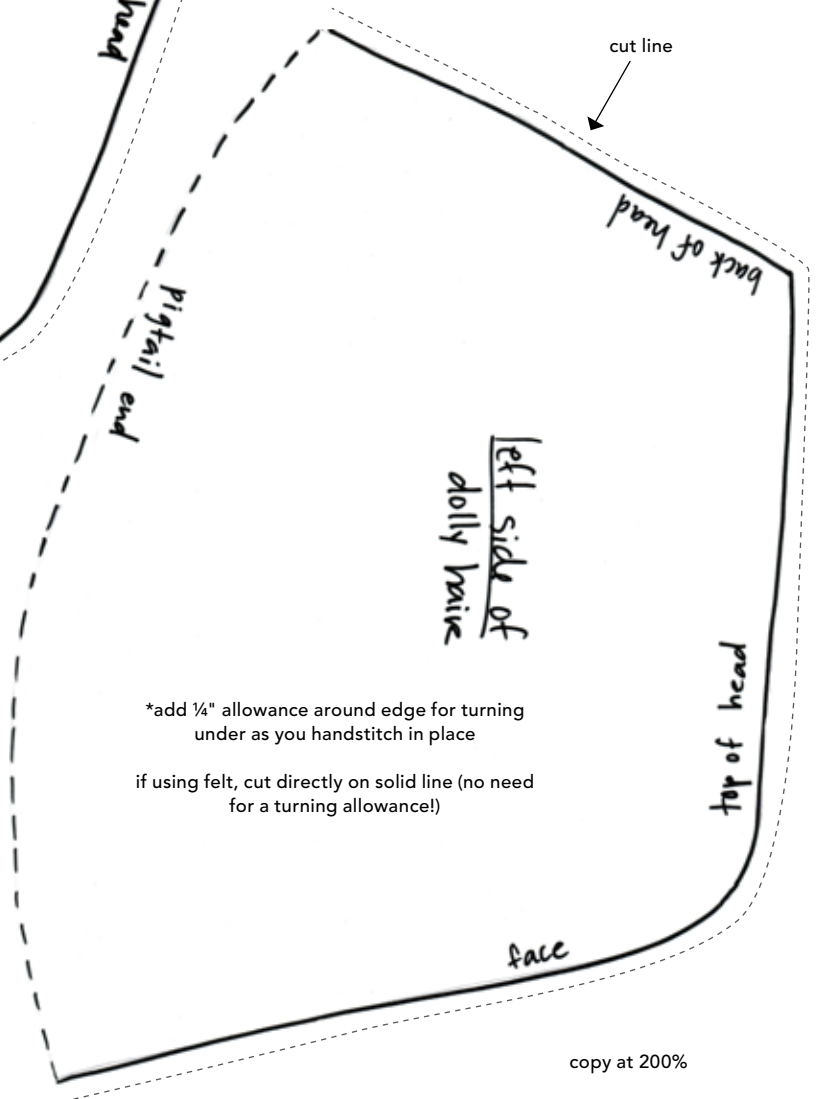 head
cut line
back of head
pigtail end
left side of
dolly hair
top of head
*add ¼" allowance around edge for turning
under as you handstitch in place
if using felt, cut directly on solid line (no need
for a turning allowance!)
face
copy at 200%